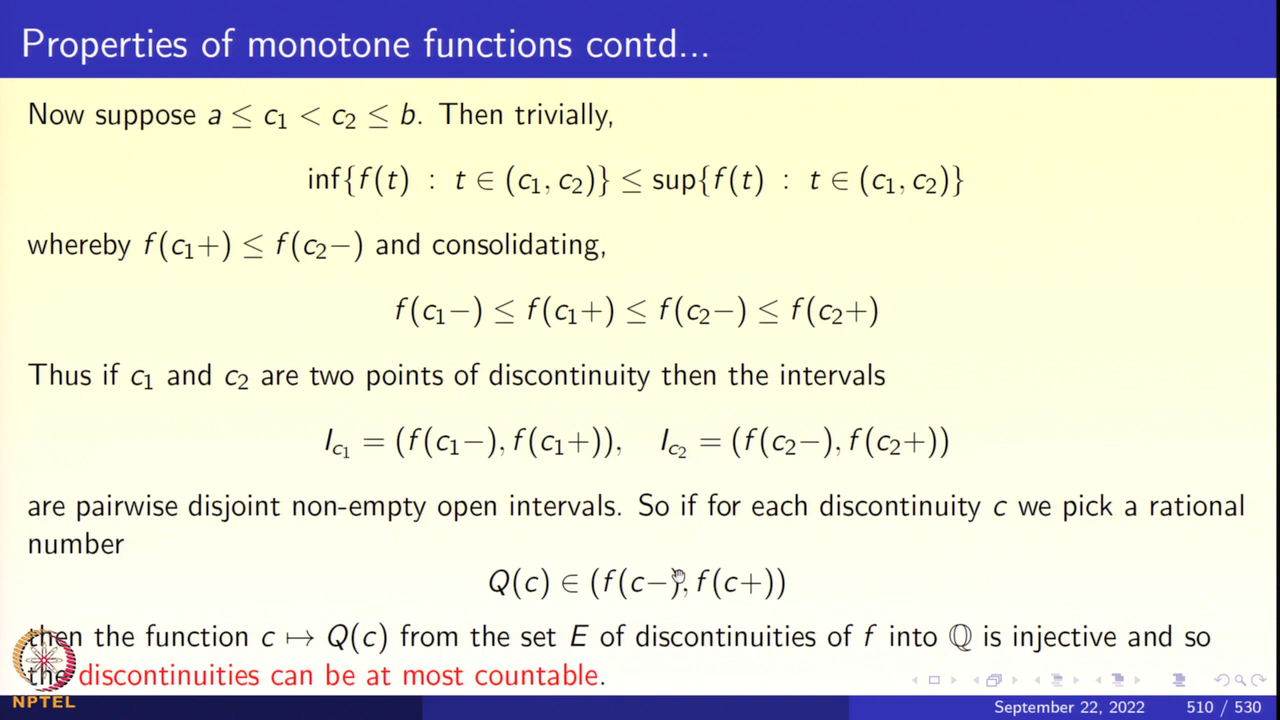 Properties of monotone functions contd...
Now suppose a ≤ c₁ < c₂ ≤ b. Then trivially,
inf{f(t) : t ∈ (c₁, c₂)} ≤ sup{f(t) : t ∈ (c₁, c₂)}
whereby f(c₁+) ≤ f(c₂−) and consolidating,
f(c₁−) ≤ f(c₁+) ≤ f(c₂−) ≤ f(c₂+)
Thus if c₁ and c₂ are two points of discontinuity then the intervals
I_{c₁} = (f(c₁−), f(c₁+)), I_{c₂} = (f(c₂−), f(c₂+))
are pairwise disjoint non-empty open intervals. So if for each discontinuity c we pick a rational
number
Q(c) ∈ (f(c−), f(c+))
then the function c ↦ Q(c) from the set E of discontinuities of f into ℚ is injective and so
the discontinuities can be at most countable.
NPTEL
September 22, 2022 510 / 530